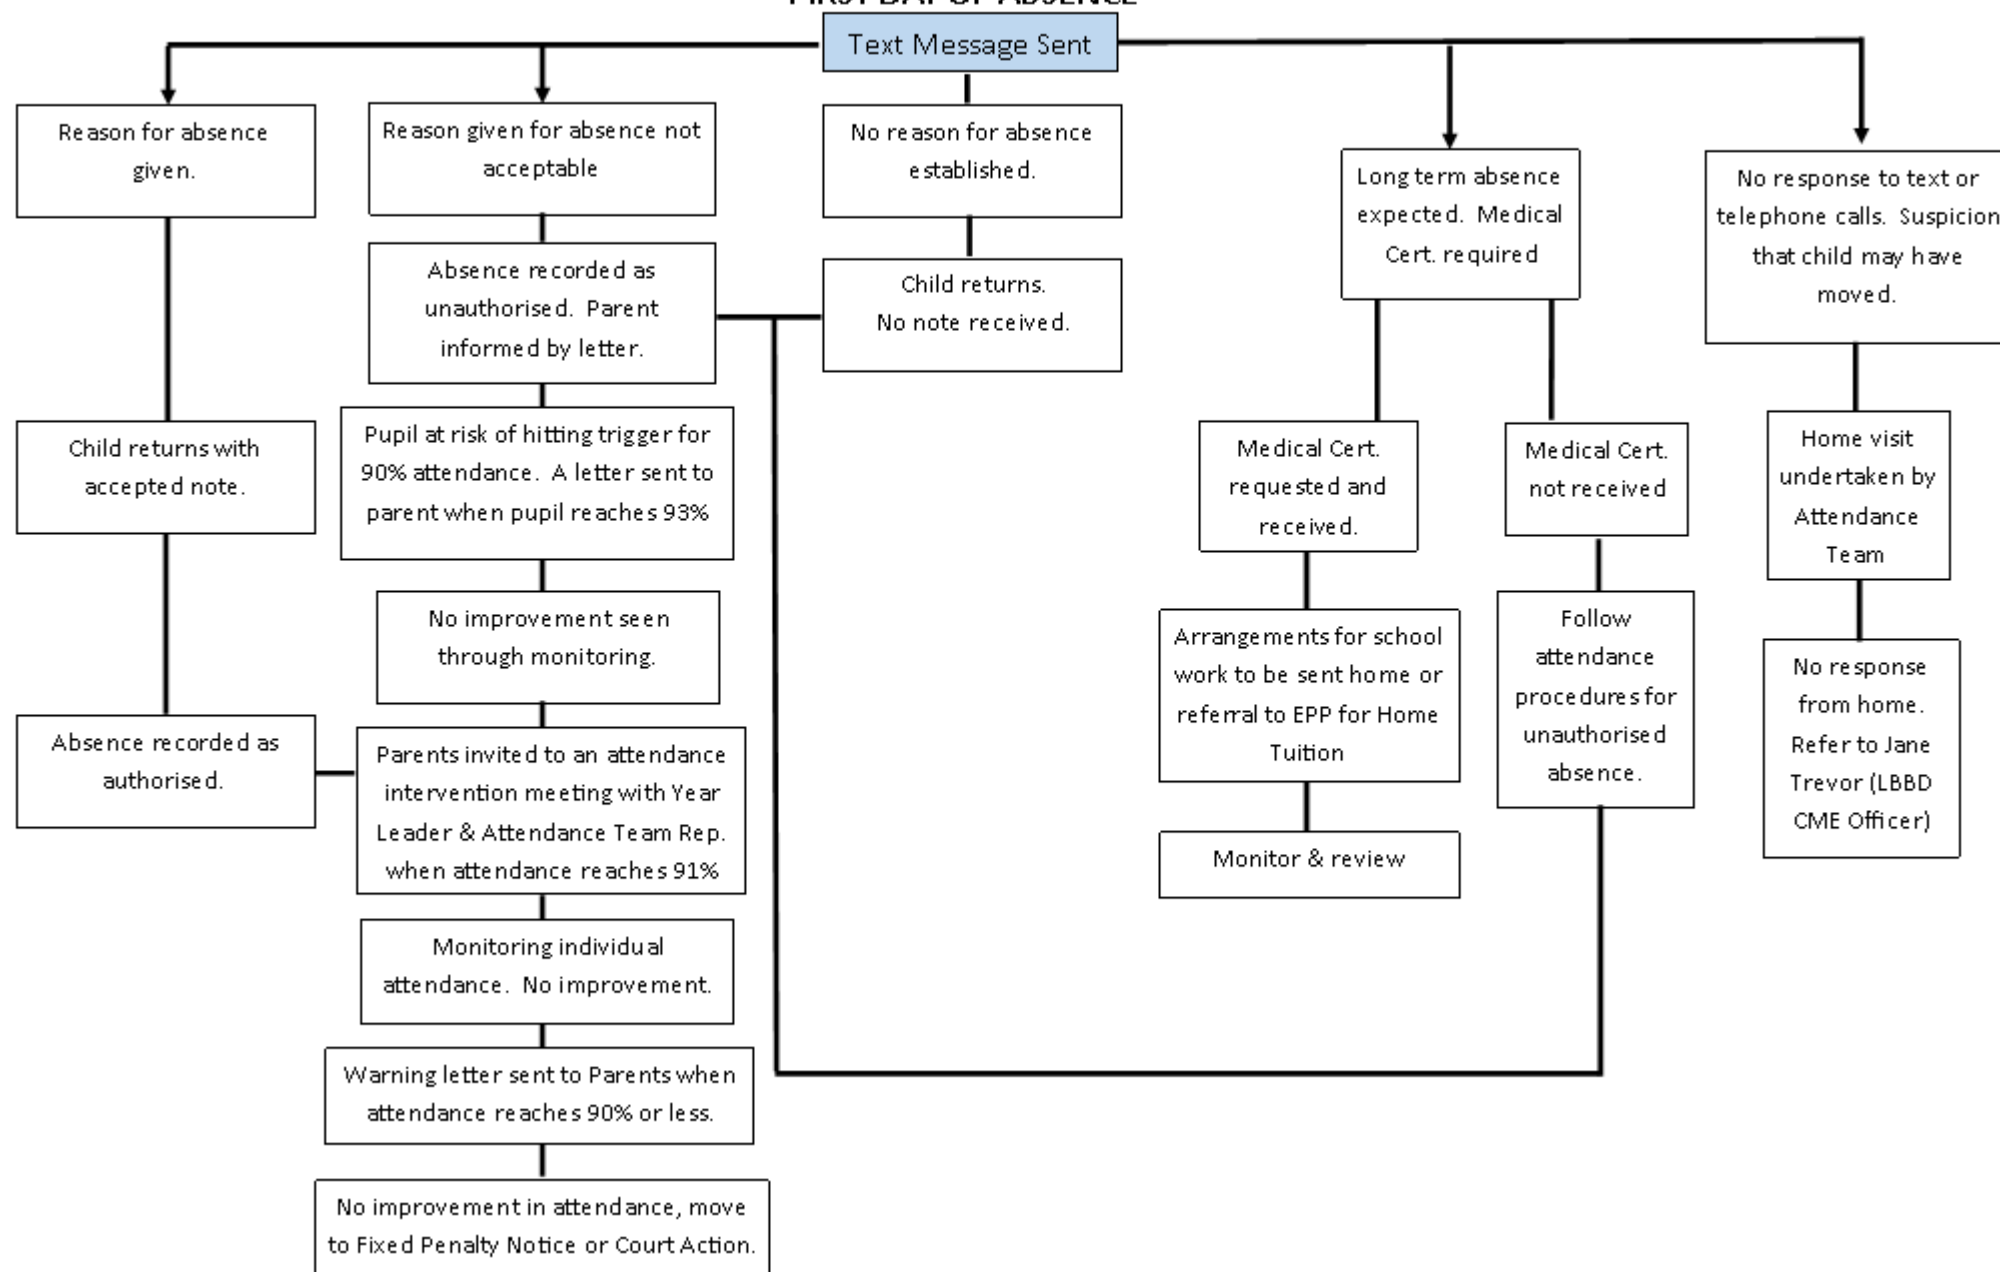 FIRST DAY OF ABSENCE
Text Message Sent
Reason for absence
given.
Child returns with
accepted note.
Absence recorded as
authorised.
Reason given for absence not
acceptable
Absence recorded as
unauthorised. Parent
informed by letter.
Pupil at risk of hitting trigger for
90% attendance. A letter sent to
parent when pupil reaches 93%
No improvement seen
through monitoring.
Parents invited to an attendance
intervention meeting with Year
Leader & Attendance Team Rep.
when attendance reaches 91%
Monitoring individual
attendance. No improvement.
Warning letter sent to Parents when
attendance reaches 90% or less.
No improvement in attendance, move
to Fixed Penalty Notice or Court Action.
No reason for absence
established.
Child returns.
No note received.
Long term absence
expected. Medical
Cert. required
Medical Cert.
requested and
received.
Arrangements for school
work to be sent home or
referral to EPP for Home
Tuition
Monitor & review
Medical Cert.
not received
Follow
attendance
procedures for
unauthorised
absence.
No response to text or
telephone calls. Suspicion
that child may have
moved.
Home visit
undertaken by
Attendance
Team
No response
from home.
Refer to Jane
Trevor (LBBD
CME Officer)